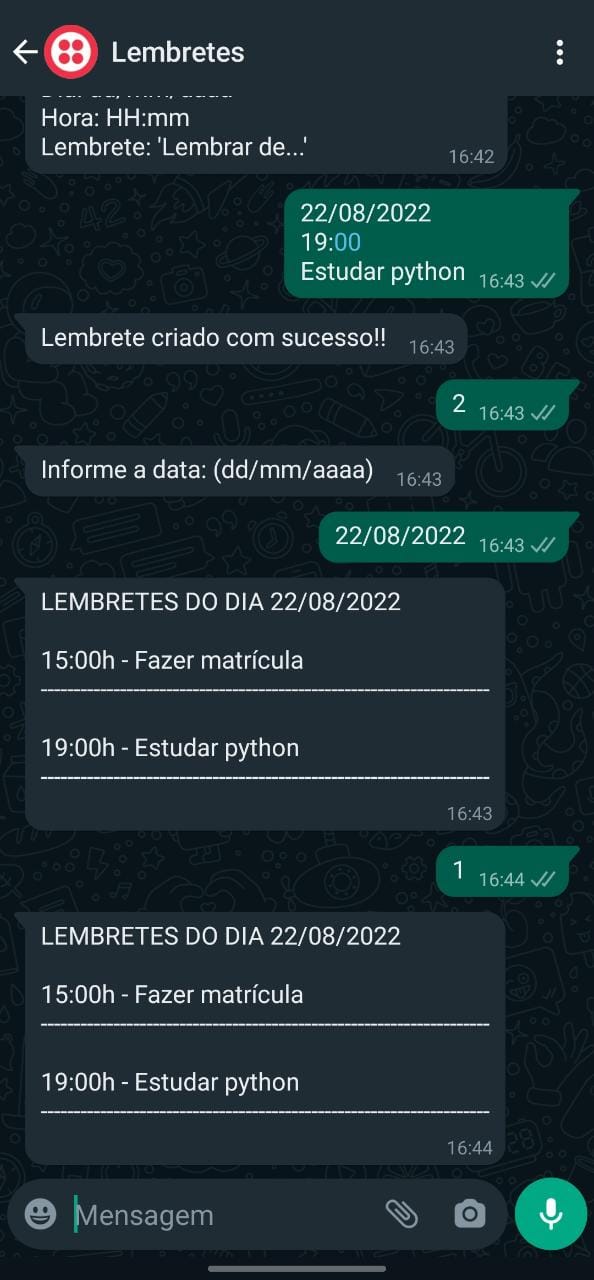 Lembretes
Hora: HH:mm
Lembrete: 'Lembrar de...'
16:42
22/08/2022
19:00
Estudar python 16:43
Lembrete criado com sucesso!! 16:43
2 16:43
Informe a data: (dd/mm/aaaa) 16:43
22/08/2022 16:43
LEMBRETES DO DIA 22/08/2022
15:00h - Fazer matrícula
----------------------------------------------------------------
19:00h - Estudar python
----------------------------------------------------------------
16:43
1 16:44
LEMBRETES DO DIA 22/08/2022
15:00h - Fazer matrícula
----------------------------------------------------------------
19:00h - Estudar python
----------------------------------------------------------------
16:44
Mensagem